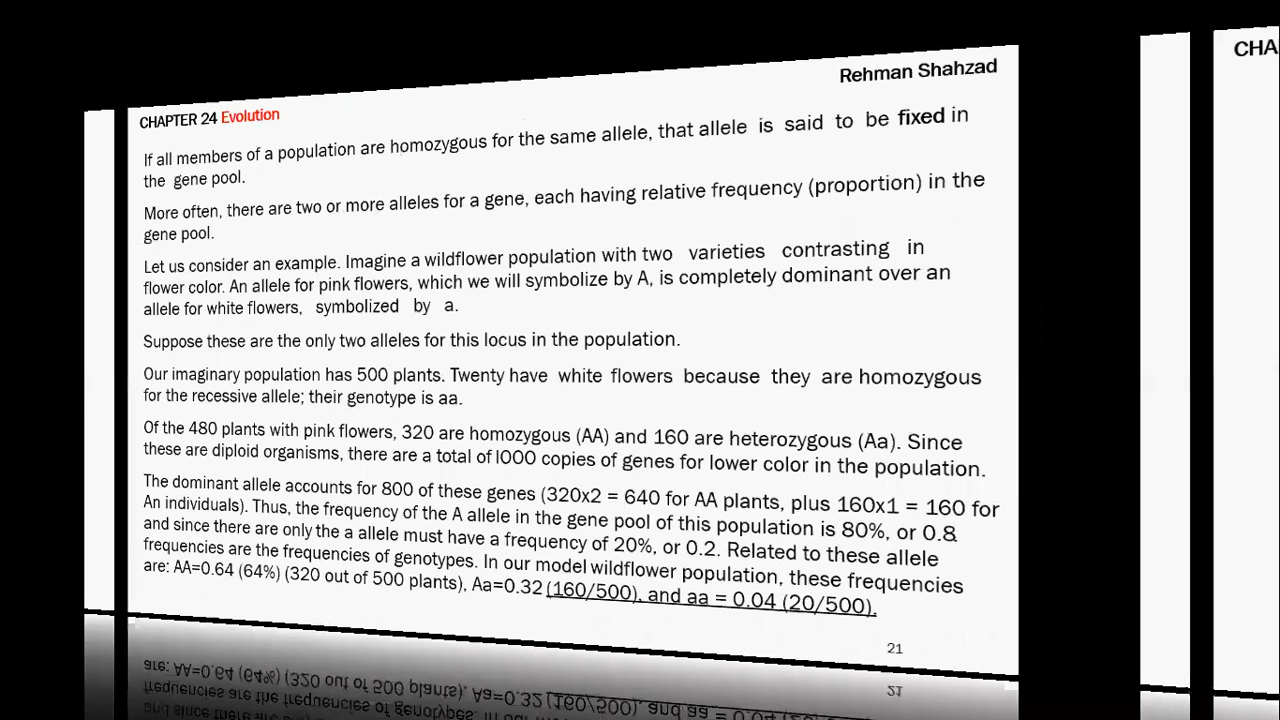 Rehman Shahzad
CHAPTER 24 Evolution
If all members of a population are homozygous for the same allele, that allele is said to be fixed in
the gene pool.
More often, there are two or more alleles for a gene, each having relative frequency (proportion) in the
gene pool.
Let us consider an example. Imagine a wildflower population with two varieties contrasting in
flower color. An allele for pink flowers, which we will symbolize by A, is completely dominant over an
allele for white flowers, symbolized by a.
Suppose these are the only two alleles for this locus in the population.
Our imaginary population has 500 plants. Twenty have white flowers because they are homozygous
for the recessive allele; their genotype is aa.
Of the 480 plants with pink flowers, 320 are homozygous (AA) and 160 are heterozygous (Aa). Since
these are diploid organisms, there are a total of lOOO copies of genes for lower color in the population.
The dominant allele accounts for 800 of these genes (320x2 = 640 for AA plants, plus 160x1 = 160 for
An individuals). Thus, the frequency of the A allele in the gene pool of this population is 80%, or 0.8
and since there are only the a allele must have a frequency of 20%, or 0.2. Related to these allele
frequencies are the frequencies of genotypes. In our model wildflower population, these frequencies
are: AA=0.64 (64%) (320 out of 500 plants), Aa=0.32 (160/500), and aa = 0.04 (20/500).
21
CHA